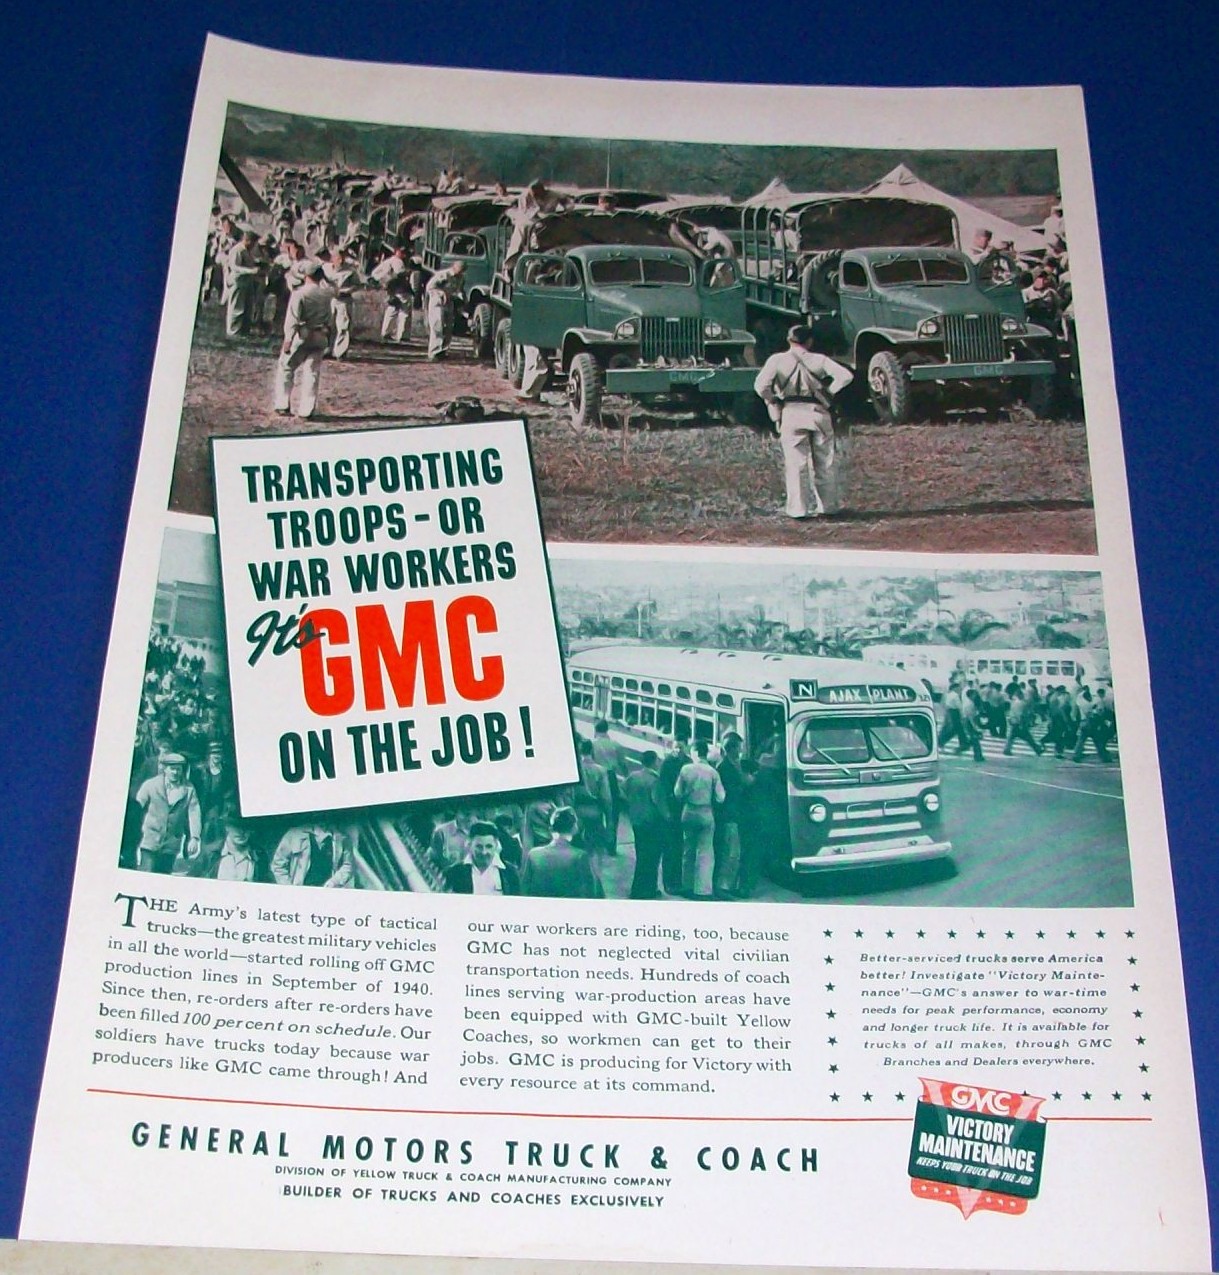 GMC
GMC
TRANSPORTING
TROOPS-OR
WAR WORKERS
It's GMC
ON THE JOB!
N AJAX PLANT
THE Army's latest type of tactical
trucks—the greatest military vehicles
in all the world—started rolling off GMC
production lines in September of 1940.
Since then, re-orders after re-orders have
been filled 100 percent on schedule. Our
soldiers have trucks today because war
producers like GMC came through! And
our war workers are riding, too, because
GMC has not neglected vital civilian
transportation needs. Hundreds of coach
lines serving war-production areas have
been equipped with GMC-built Yellow
Coaches, so workmen can get to their
jobs. GMC is producing for Victory with
every resource at its command.
Better-serviced trucks serve America
better! Investigate "Victory Mainte-
nance"—GMC's answer to war-time
needs for peak performance, economy
and longer truck life. It is available for
trucks of all makes, through GMC
Branches and Dealers everywhere.
GMC
VICTORY
MAINTENANCE
KEEPS YOUR TRUCK ON THE JOB
GENERAL MOTORS TRUCK & COACH
DIVISION OF YELLOW TRUCK & COACH MANUFACTURING COMPANY
BUILDER OF TRUCKS AND COACHES EXCLUSIVELY